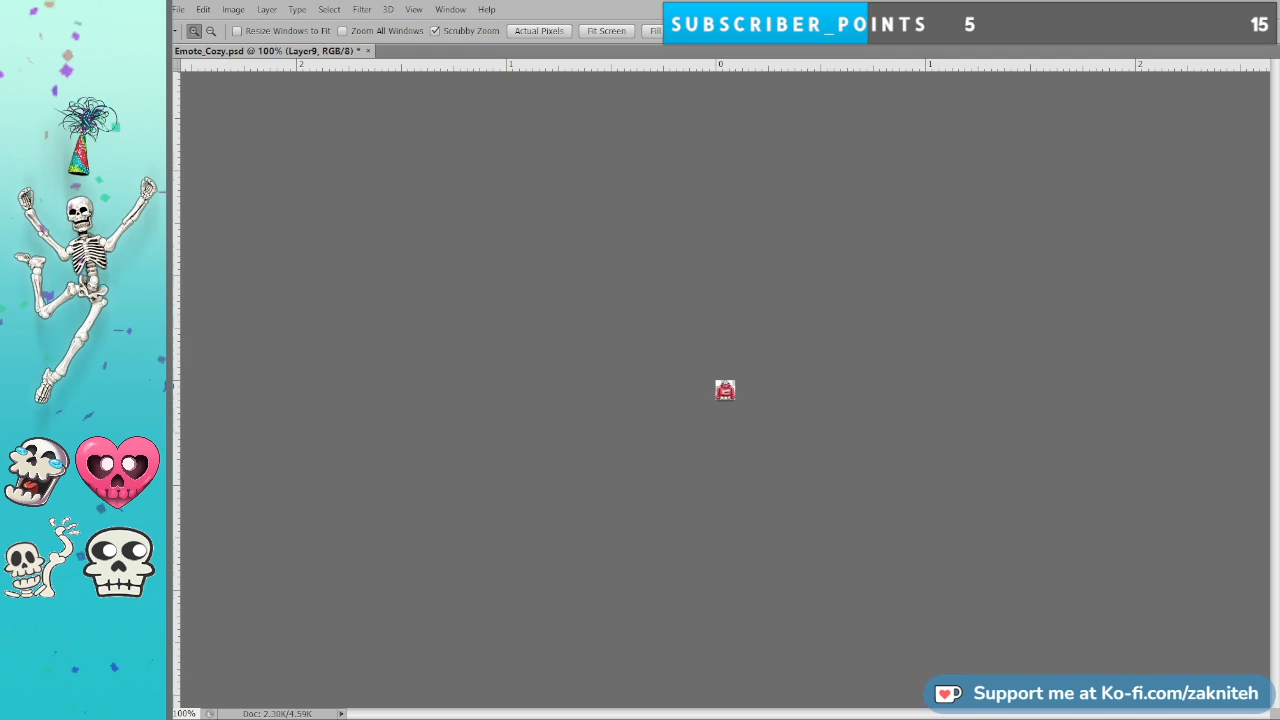 File Edit Image Layer Type Select Filter 3D View Window Help
SUBSCRIBER_POINTS 5 15
Resize Windows to Fit Zoom All Windows Scrubby Zoom Actual Pixels Fit Screen Fill
Emote_Cozy.psd @ 100% (Layer9, RGB/8) * ×
2 1 0 1 2
Support me at Ko-fi.com/zakniteh
100% Doc: 2.30K/4.59K